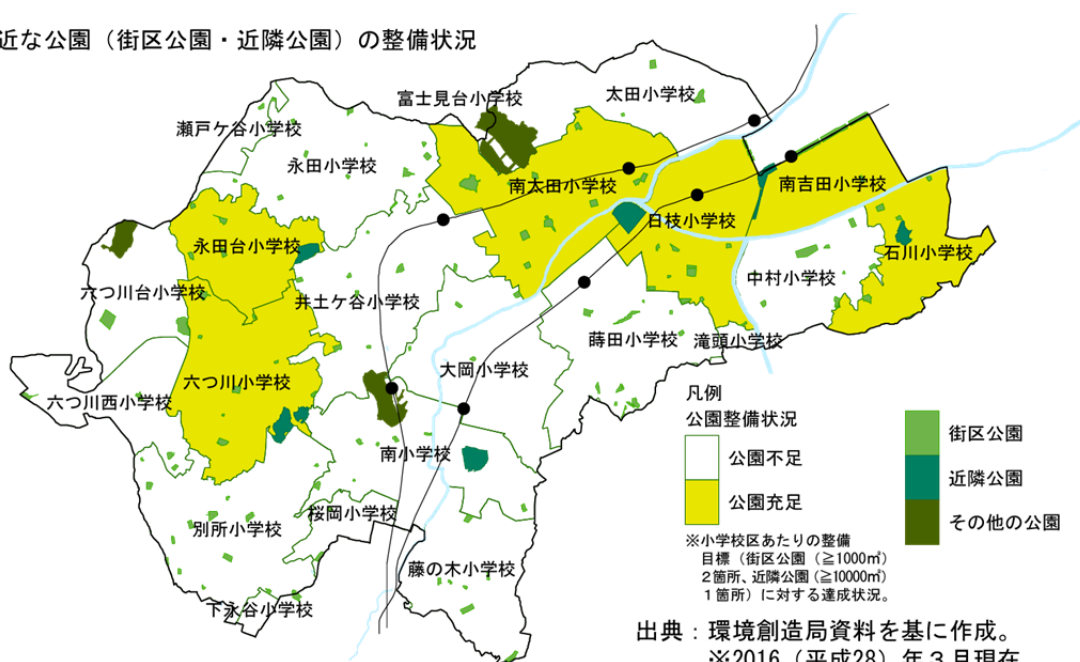 近な公園（街区公園・近隣公園）の整備状況
富士見台小学校
太田小学校
瀬戸ケ谷小学校
永田小学校
南太田小学校
南吉田小学校
日枝小学校
永田台小学校
石川小学校
中村小学校
六つ川台小学校
井土ケ谷小学校
蒔田小学校
滝頭小学校
大岡小学校
六つ川小学校
六つ川西小学校
南小学校
桜岡小学校
別所小学校
藤の木小学校
下永谷小学校
凡例
公園整備状況
公園不足
公園充足
街区公園
近隣公園
その他の公園
※小学校区あたりの整備
目標（街区公園（≧1000㎡）
２箇所、近隣公園（≧10000㎡）
１箇所）に対する達成状況。
出典：環境創造局資料を基に作成。
※2016（平成28）年３月現在